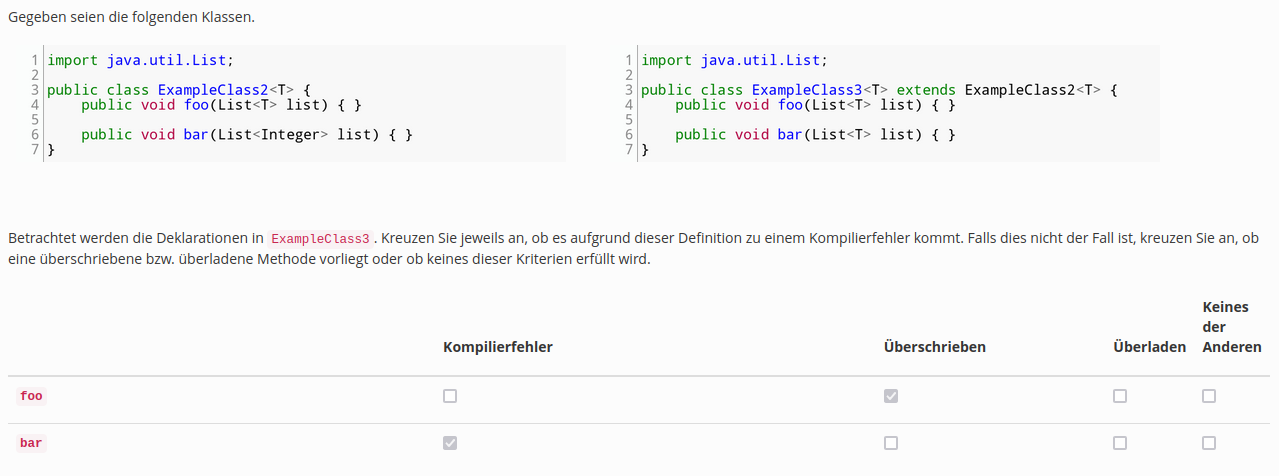 Gegeben seien die folgenden Klassen.
1 import java.util.List;
2
3 public class ExampleClass2<T> {
4     public void foo(List<T> list) { }
5
6     public void bar(List<Integer> list) { }
7 }
1 import java.util.List;
2
3 public class ExampleClass3<T> extends ExampleClass2<T> {
4     public void foo(List<T> list) { }
5
6     public void bar(List<T> list) { }
7 }
Betrachtet werden die Deklarationen in ExampleClass3 . Kreuzen Sie jeweils an, ob es aufgrund dieser Definition zu einem Kompilierfehler kommt. Falls dies nicht der Fall ist, kreuzen Sie an, ob
eine überschriebene bzw. überladene Methode vorliegt oder ob keines dieser Kriterien erfüllt wird.
Kompilierfehler Überschrieben Überladen Keines der Anderen
foo
bar